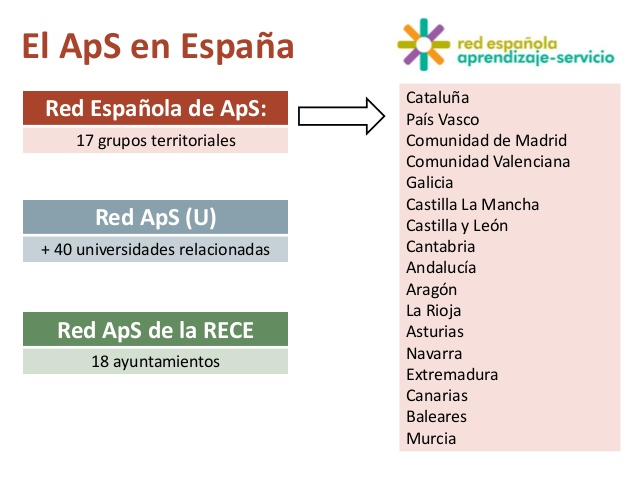 El ApS en España
red española
aprendizaje-servicio
Red Española de ApS:
17 grupos territoriales
Red ApS (U)
+ 40 universidades relacionadas
Red ApS de la RECE
18 ayuntamientos
Cataluña
País Vasco
Comunidad de Madrid
Comunidad Valenciana
Galicia
Castilla La Mancha
Castilla y León
Cantabria
Andalucía
Aragón
La Rioja
Asturias
Navarra
Extremadura
Canarias
Baleares
Murcia